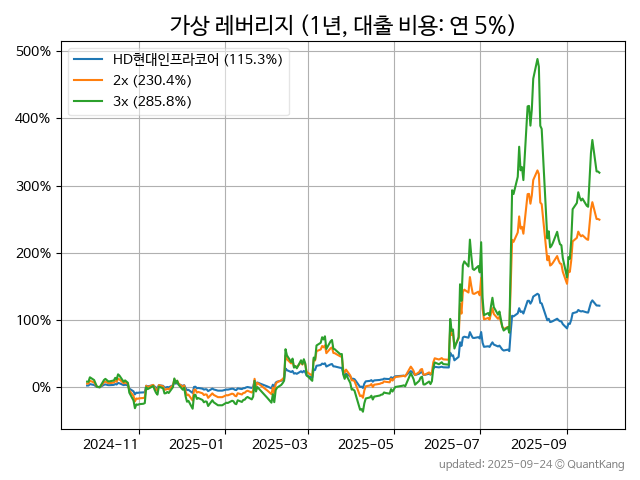 가상 레버리지 (1년, 대출 비용: 연 5%)
500%
400%
300%
200%
100%
0%
HD현대인프라코어 (115.3%)
2x (230.4%)
3x (285.8%)
2024-11
2025-01
2025-03
2025-05
2025-07
2025-09
updated: 2025-09-24 © QuantKang